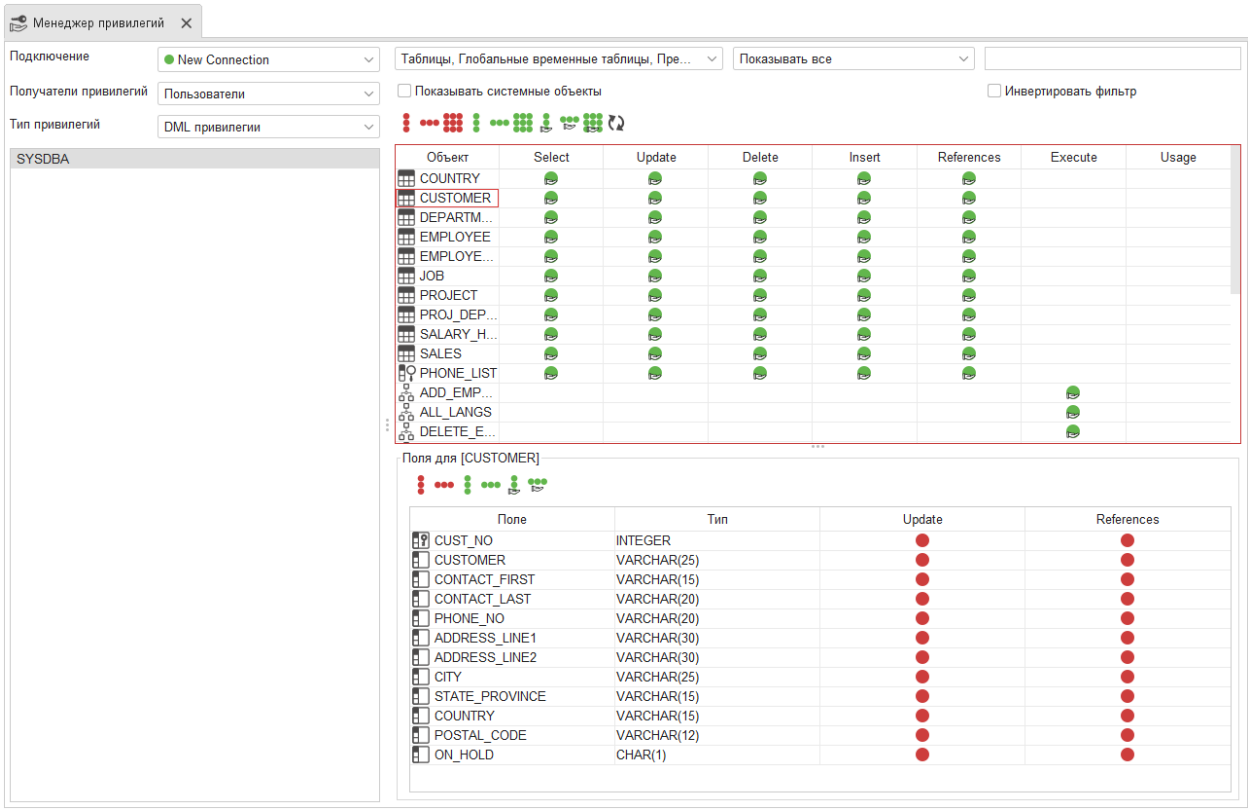 Менеджер привилегий
Подключение
New Connection
Таблицы, Глобальные временные таблицы, Пре...
Показывать все
Получатели привилегий
Пользователи
Показывать системные объекты
Инвертировать фильтр
Тип привилегий
DML привилегии
SYSDBA
Объект Select Update Delete Insert References Execute Usage
COUNTRY
CUSTOMER
DEPARTM...
EMPLOYEE
EMPLOYE...
JOB
PROJECT
PROJ_DEP...
SALARY_H...
SALES
PHONE_LIST
ADD_EMP...
ALL_LANGS
DELETE_E...
Поля для [CUSTOMER]
Поле Тип Update References
CUST_NO INTEGER
CUSTOMER VARCHAR(25)
CONTACT_FIRST VARCHAR(15)
CONTACT_LAST VARCHAR(20)
PHONE_NO VARCHAR(20)
ADDRESS_LINE1 VARCHAR(30)
ADDRESS_LINE2 VARCHAR(30)
CITY VARCHAR(25)
STATE_PROVINCE VARCHAR(15)
COUNTRY VARCHAR(15)
POSTAL_CODE VARCHAR(12)
ON_HOLD CHAR(1)